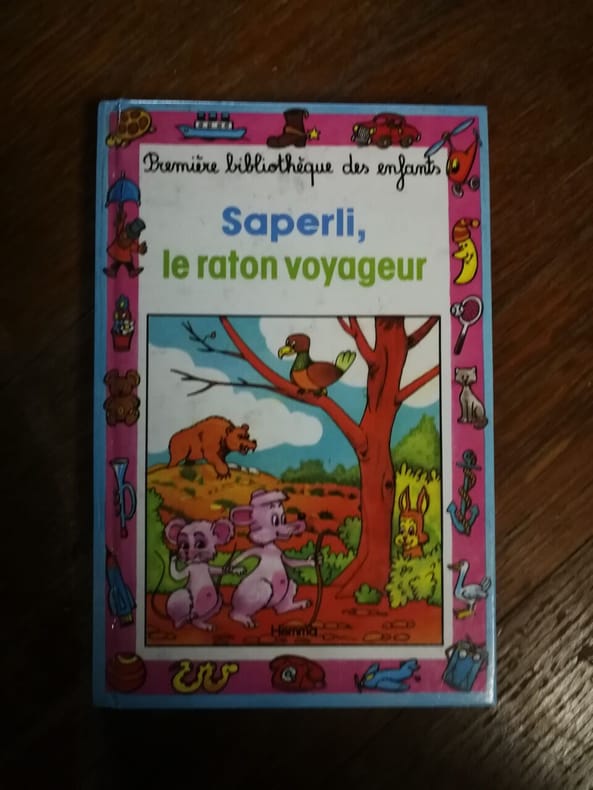 Première bibliothèque des enfants
Saperli,
le raton voyageur
Hemma